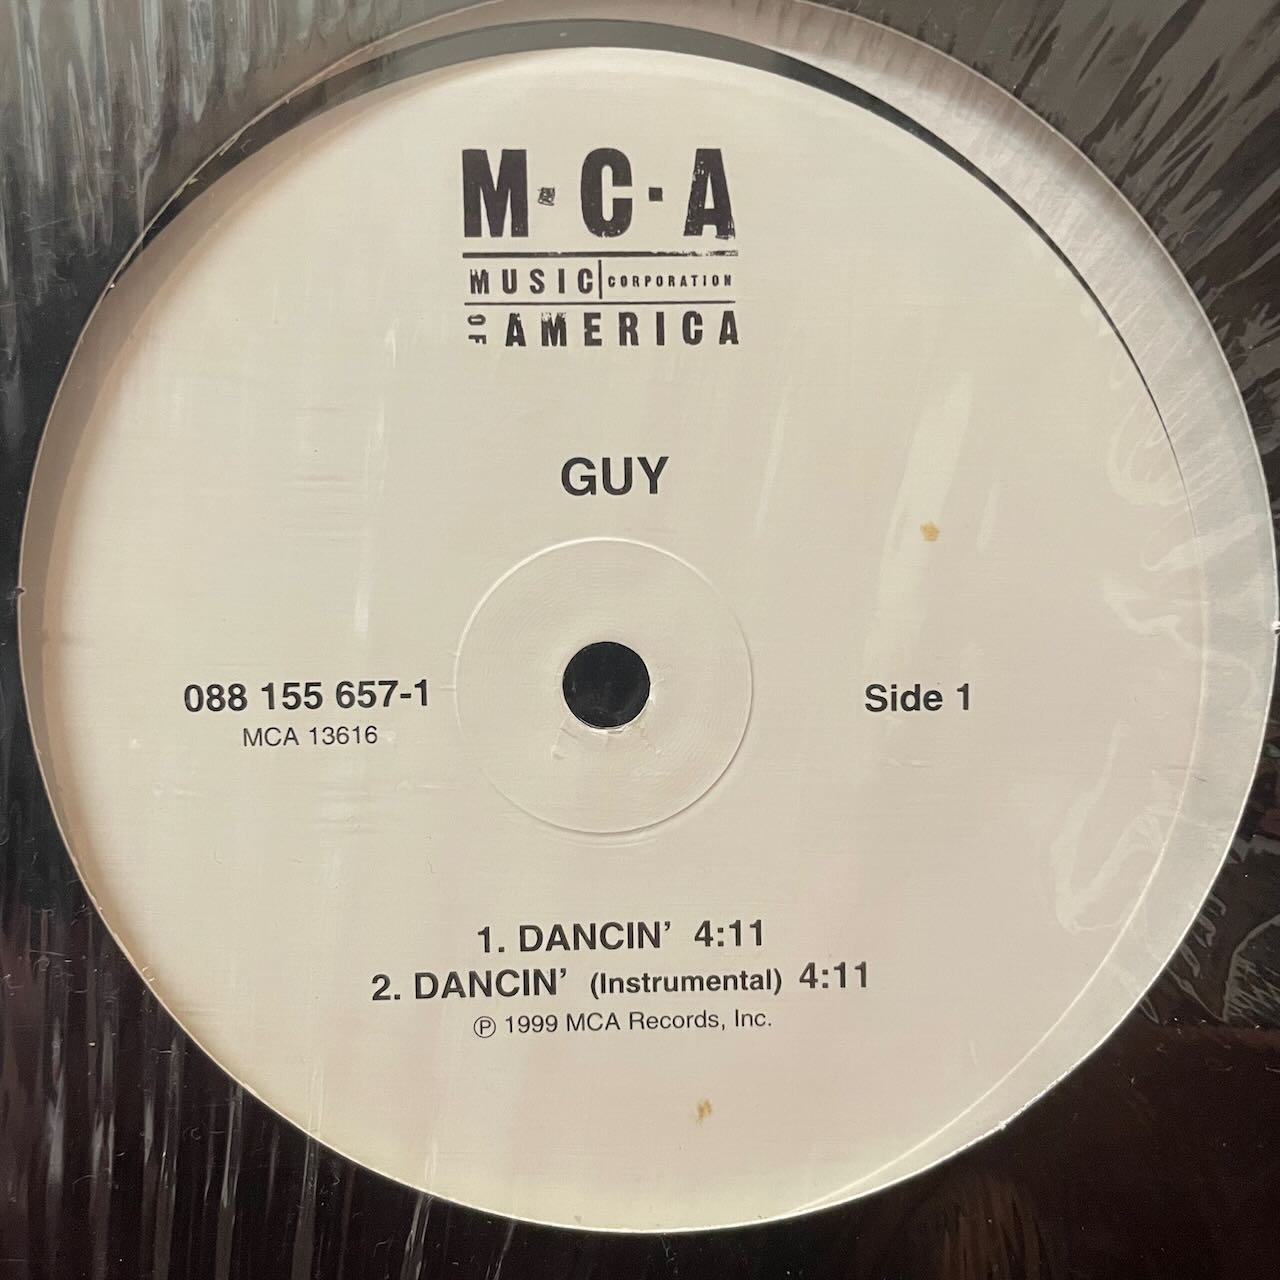 M·C·A
MUSIC CORPORATION
OF AMERICA
GUY
088 155 657-1
MCA 13616
Side 1
1. DANCIN’ 4:11
2. DANCIN’ (Instrumental) 4:11
℗ 1999 MCA Records, Inc.